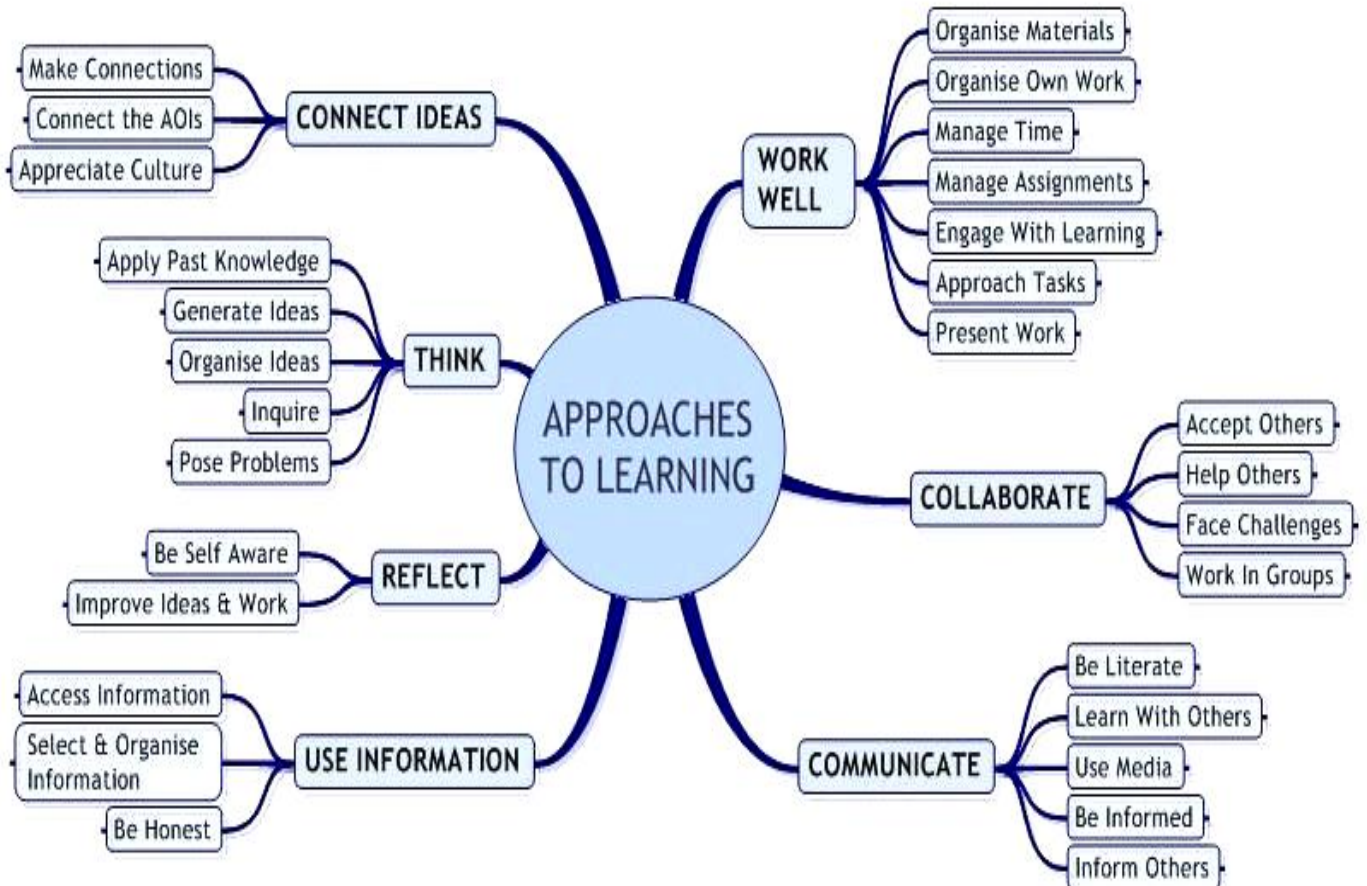 APPROACHES
TO LEARNING
CONNECT IDEAS
Make Connections
Connect the AOIs
Appreciate Culture
THINK
Apply Past Knowledge
Generate Ideas
Organise Ideas
Inquire
Pose Problems
REFLECT
Be Self Aware
Improve Ideas & Work
USE INFORMATION
Access Information
Select & Organise
Information
Be Honest
WORK
WELL
Organise Materials
Organise Own Work
Manage Time
Manage Assignments
Engage With Learning
Approach Tasks
Present Work
COLLABORATE
Accept Others
Help Others
Face Challenges
Work In Groups
COMMUNICATE
Be Literate
Learn With Others
Use Media
Be Informed
Inform Others